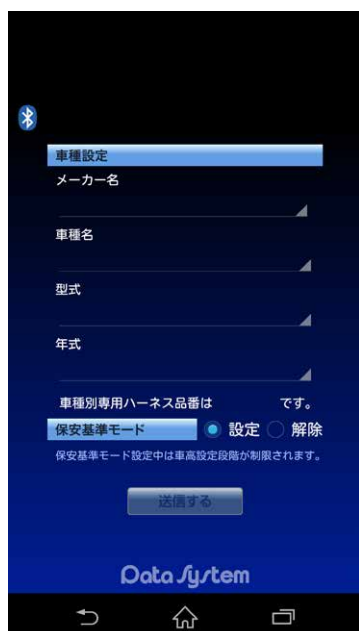 車種設定
メーカー名
車種名
型式
年式
車種別専用ハーネス品番は です。
保安基準モード 設定 解除
保安基準モード設定中は車高設定段階が制限されます。
送信する
Data System